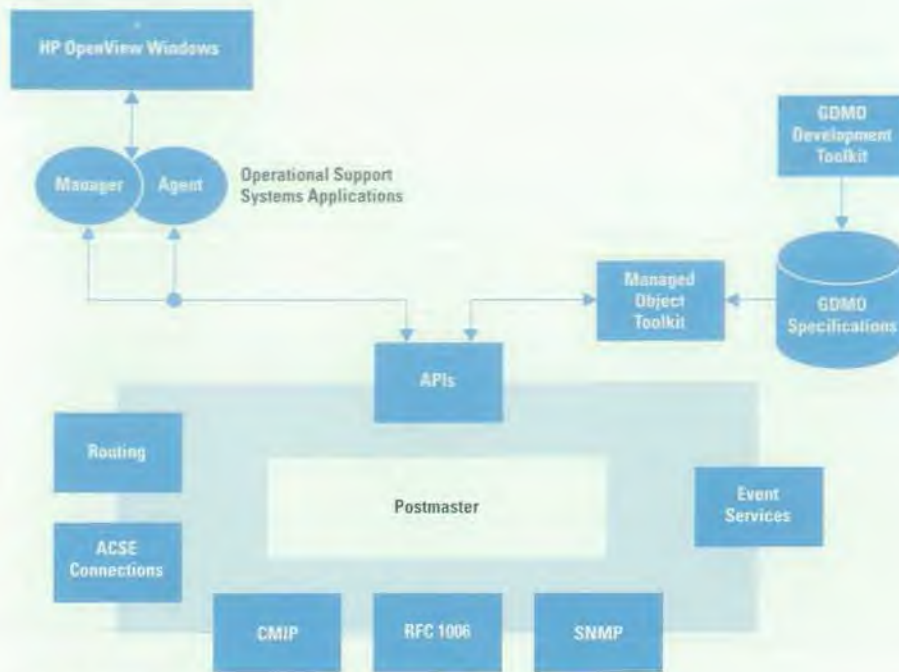 HP OpenView Windows
GDMO
Development
Toolkit
Manager
Agent
Operational Support
Systems Applications
Managed
Object
Toolkit
GDMO
Specifications
APIs
Routing
Postmaster
Event
Services
ACSE
Connections
CMIP
RFC 1006
SNMP